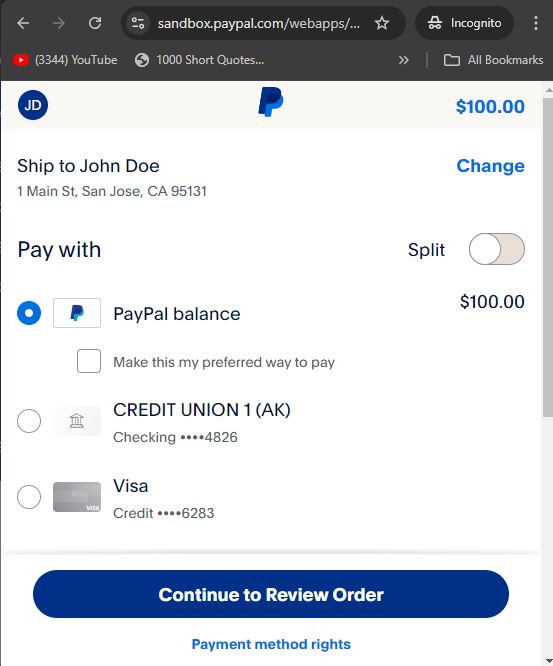 sandbox.paypal.com/webapps/...
Incognito
(3344) YouTube
1000 Short Quotes...
»
All Bookmarks
JD
$100.00
Ship to John Doe
Change
1 Main St, San Jose, CA 95131
Pay with
Split
PayPal balance
$100.00
Make this my preferred way to pay
CREDIT UNION 1 (AK)
Checking ••••4826
Visa
VISA
Credit ••••6283
Continue to Review Order
Payment method rights